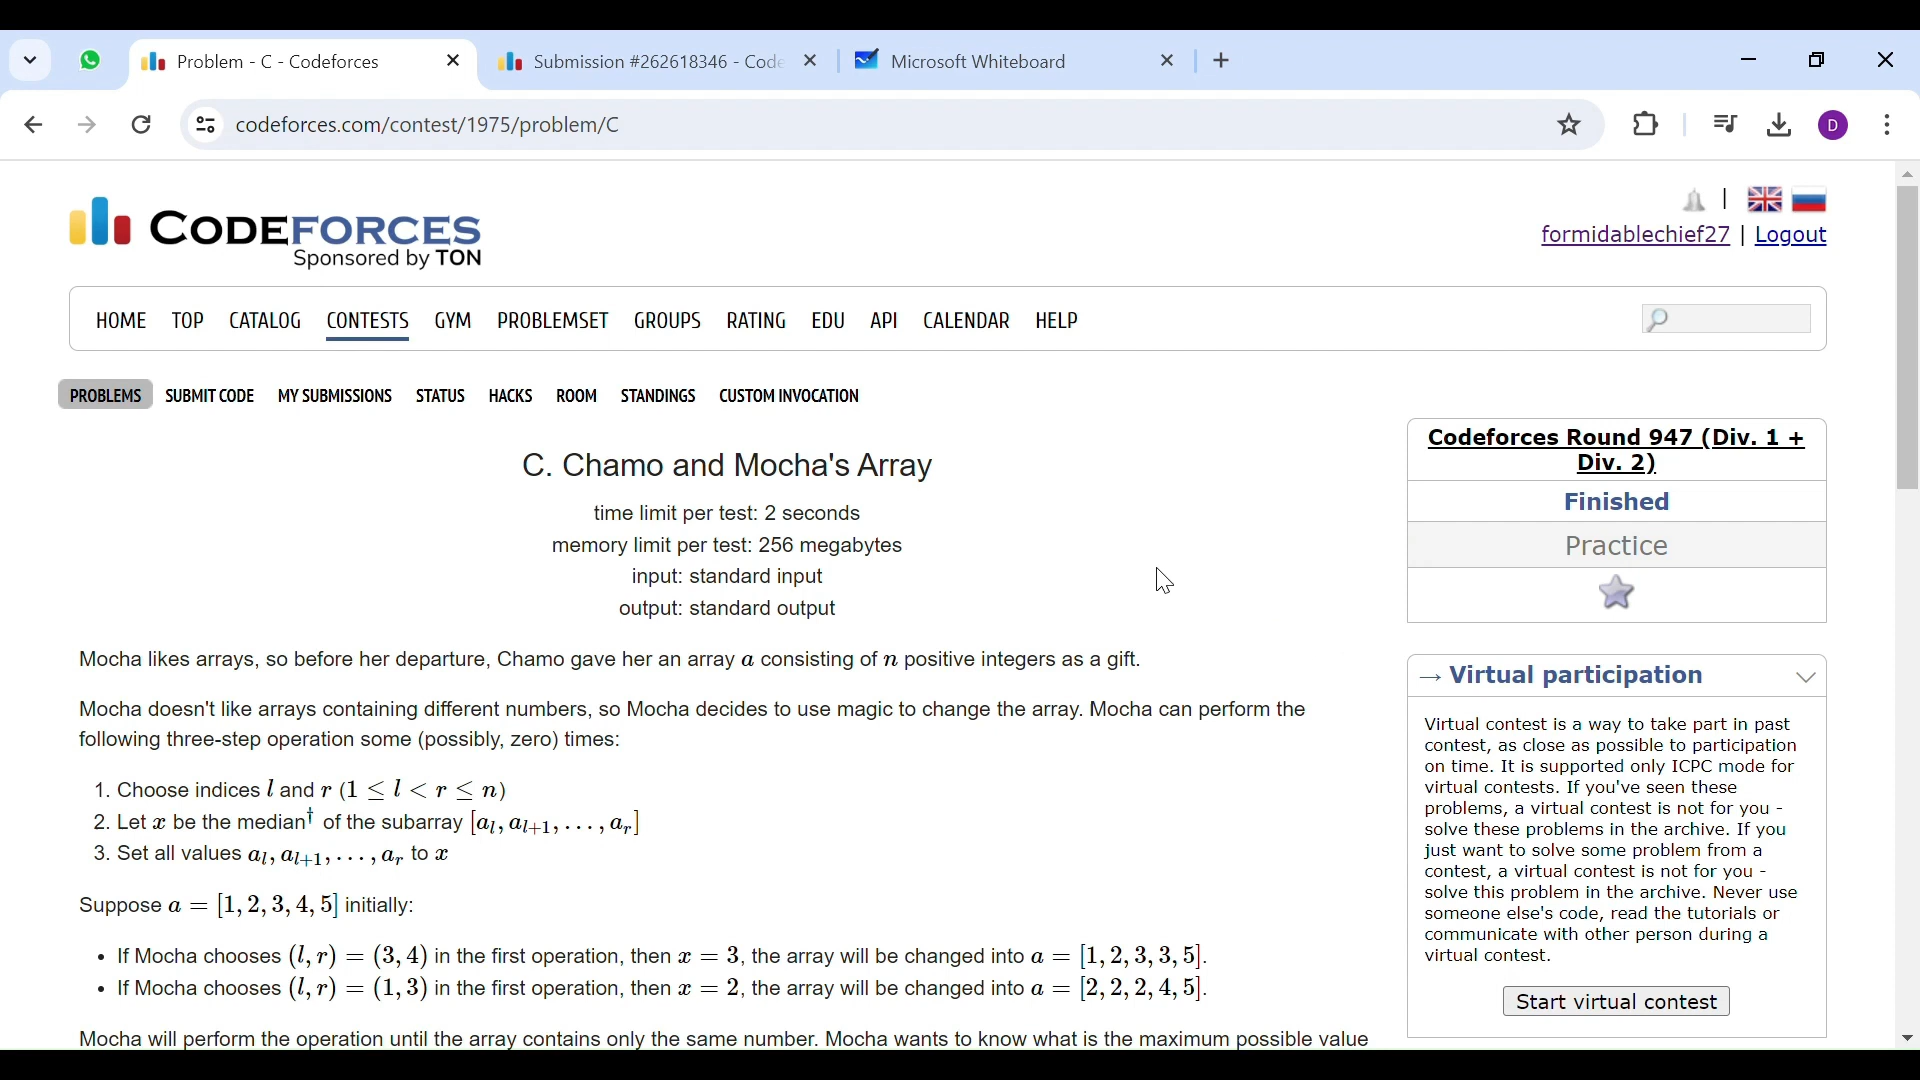 Problem - C - Codeforces
Submission #262618346 - Code
Microsoft Whiteboard
codeforces.com/contest/1975/problem/C
D
CODEFORCES
Sponsored by TON
|
formidablechief27 | Logout
HOME TOP CATALOG CONTESTS GYM PROBLEMSET GROUPS RATING EDU API CALENDAR HELP
PROBLEMS SUBMIT CODE MY SUBMISSIONS STATUS HACKS ROOM STANDINGS CUSTOM INVOCATION
C. Chamo and Mocha's Array
time limit per test: 2 seconds
memory limit per test: 256 megabytes
input: standard input
output: standard output
Mocha likes arrays, so before her departure, Chamo gave her an array a consisting of n positive integers as a gift.
Mocha doesn't like arrays containing different numbers, so Mocha decides to use magic to change the array. Mocha can perform the
following three-step operation some (possibly, zero) times:
1. Choose indices l and r (1 ≤ l < r ≤ n)
2. Let x be the median† of the subarray [aₗ, aₗ₊₁, . . . , aᵣ]
3. Set all values aₗ, aₗ₊₁, . . . , aᵣ to x
Suppose a = [1, 2, 3, 4, 5] initially:
• If Mocha chooses (l, r) = (3, 4) in the first operation, then x = 3, the array will be changed into a = [1, 2, 3, 3, 5].
• If Mocha chooses (l, r) = (1, 3) in the first operation, then x = 2, the array will be changed into a = [2, 2, 2, 4, 5].
Mocha will perform the operation until the array contains only the same number. Mocha wants to know what is the maximum possible value
Codeforces Round 947 (Div. 1 +
Div. 2)
Finished
Practice
→ Virtual participation
Virtual contest is a way to take part in past
contest, as close as possible to participation
on time. It is supported only ICPC mode for
virtual contests. If you've seen these
problems, a virtual contest is not for you -
solve these problems in the archive. If you
just want to solve some problem from a
contest, a virtual contest is not for you -
solve this problem in the archive. Never use
someone else's code, read the tutorials or
communicate with other person during a
virtual contest.
Start virtual contest